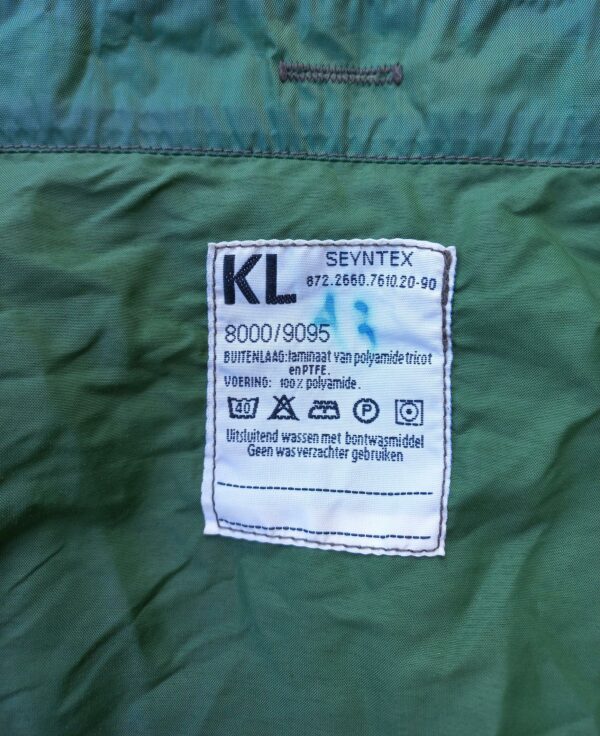 KL
SEYNTEX
872.2660.7610.20-90
8000/9095
BUITENLAAG: laminaat van polyamide tricot
en PTFE.
VOERING: 100% polyamide.
40
P
Uitsluitend wassen met bontwasmiddel
Geen wasverzachter gebruiken